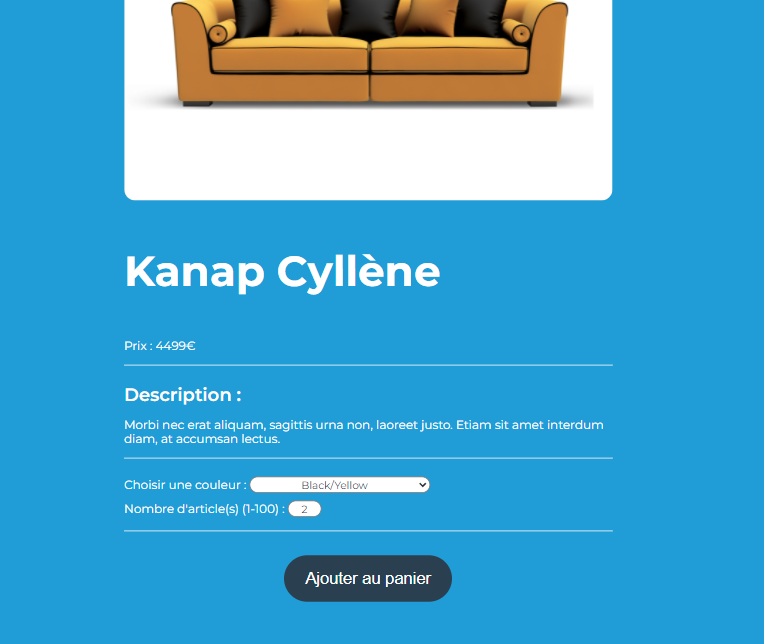 Kanap Cyllène
Prix : 4499€
Description :
Morbi nec erat aliquam, sagittis urna non, laoreet justo. Etiam sit amet interdum
diam, at accumsan lectus.
Choisir une couleur : Black/Yellow
Nombre d'article(s) (1-100) : 2
Ajouter au panier